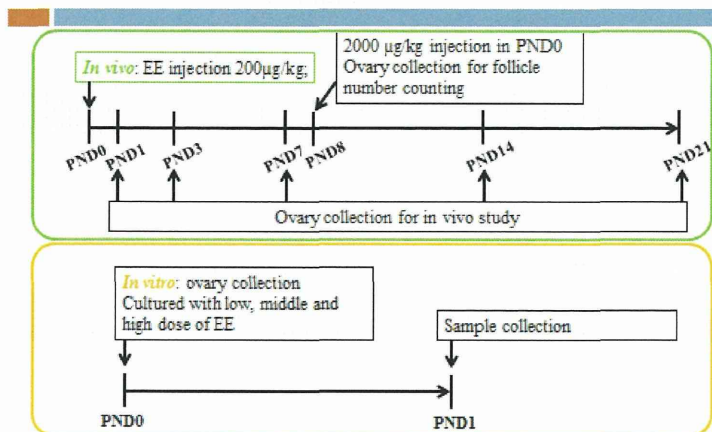 In vivo: EE injection 200µg/kg;
2000 µg/kg injection in PND0
Ovary collection for follicle
number counting
PND0
PND1
PND3
PND7
PND8
PND14
PND21
Ovary collection for in vivo study
In vitro: ovary collection
Cultured with low, middle and
high dose of EE
Sample collection
PND0
PND1